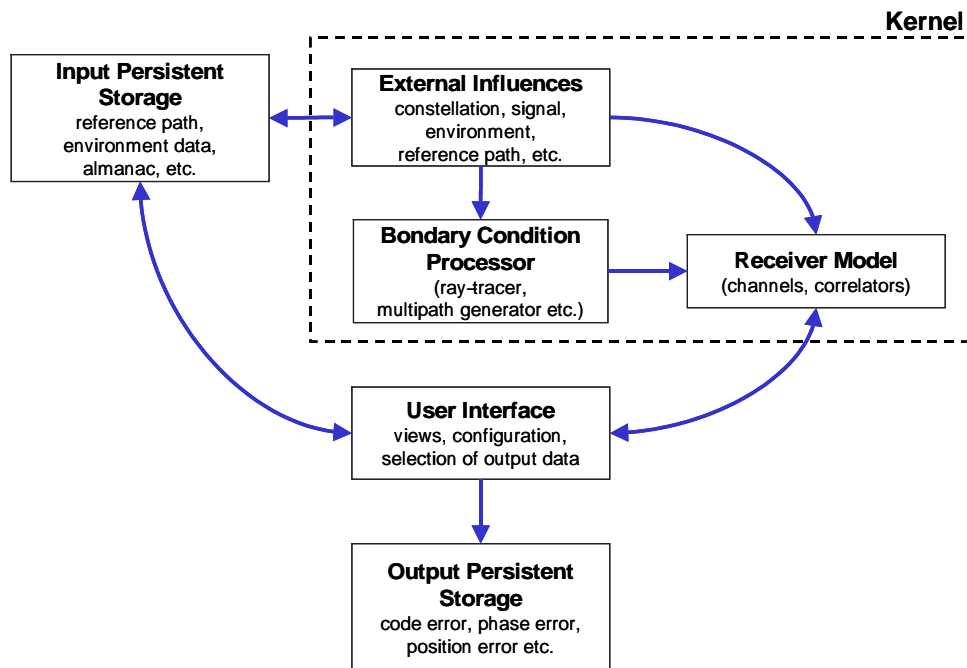 Kernel
Input Persistent
Storage
reference path,
environment data,
almanac, etc.
External Influences
constellation, signal,
environment,
reference path, etc.
Bondary Condition
Processor
(ray-tracer,
multipath generator etc.)
Receiver Model
(channels, correlators)
User Interface
views, configuration,
selection of output data
Output Persistent
Storage
code error, phase error,
position error etc.